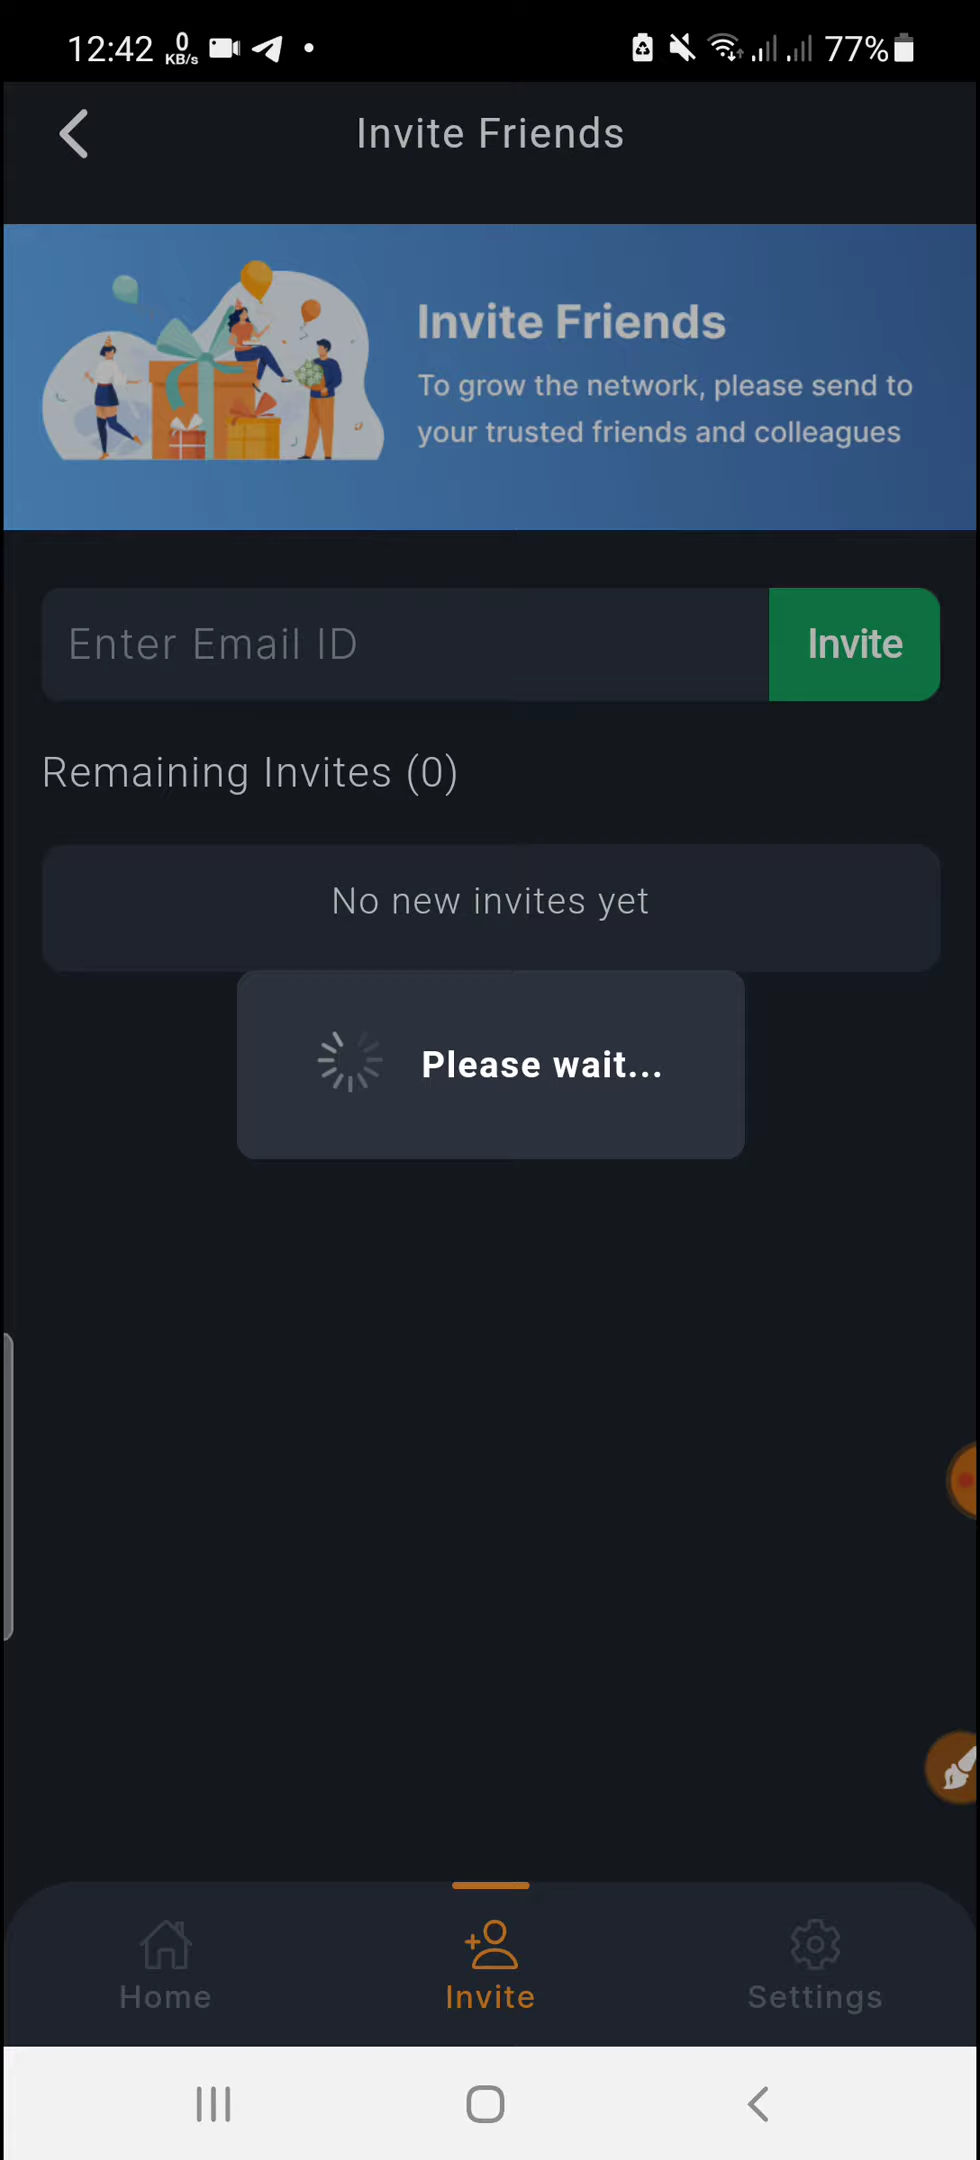 12:42 0 KB/s 77%
Invite Friends
Invite Friends
To grow the network, please send to
your trusted friends and colleagues
Enter Email ID Invite
Remaining Invites (0)
No new invites yet
Please wait...
Home Invite Settings